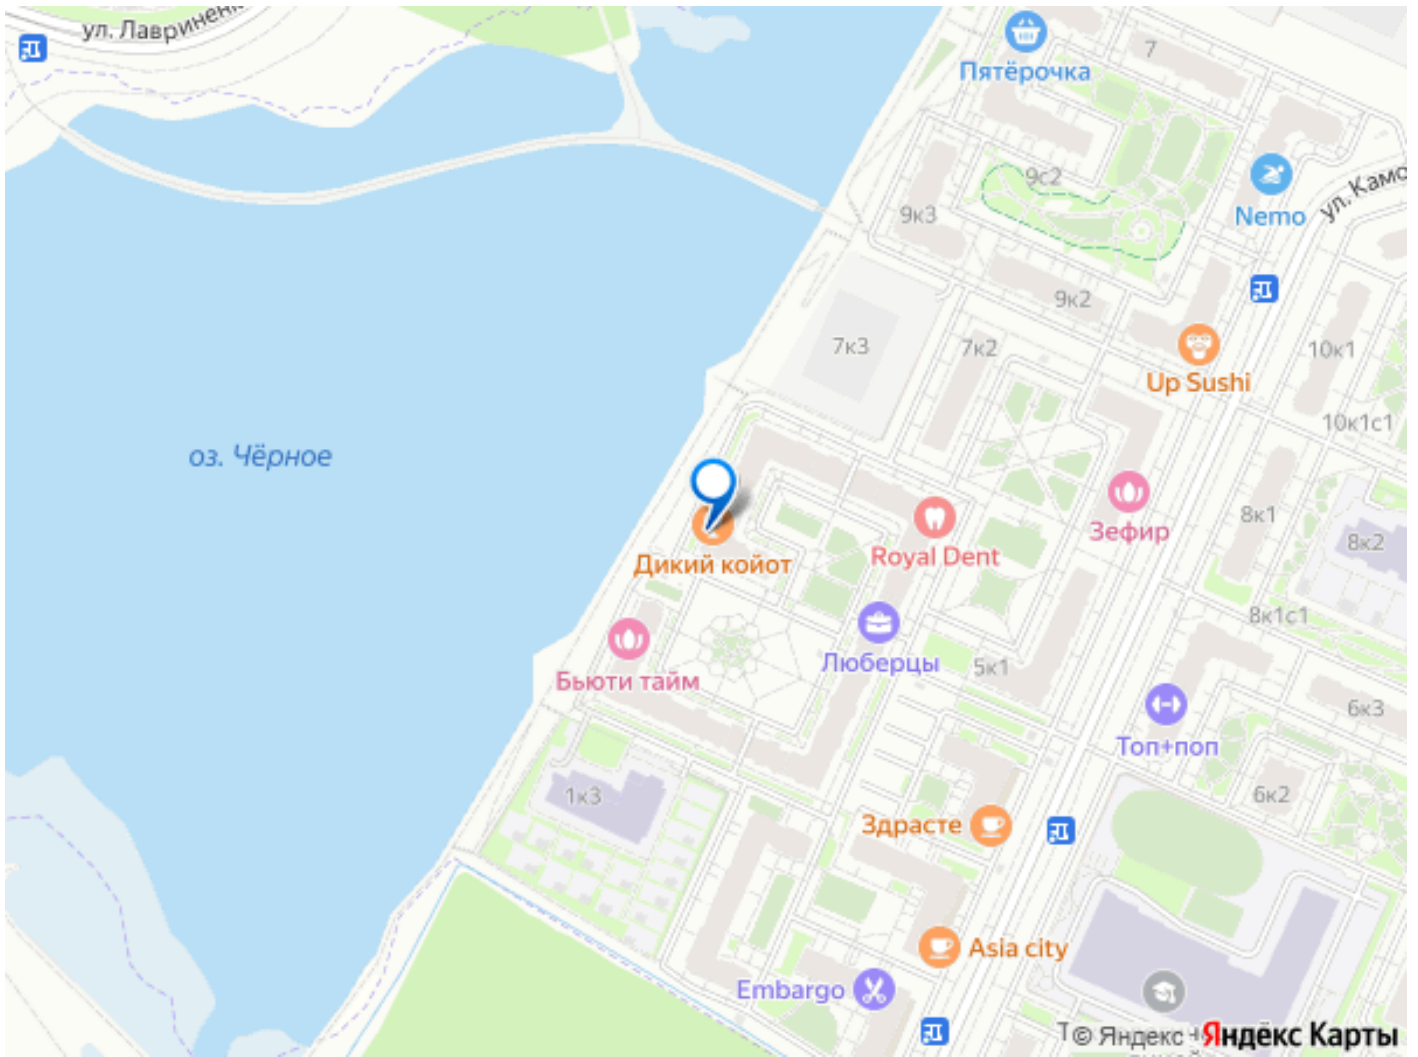 ул. Лавринен
Пятёрочка
7
9с2
9к3
Nemo
ул. Камо
9к2
7к3
7к2
Up Sushi
10к1
10к1с1
оз. Чёрное
Дикий койот
Royal Dent
Зефир
8к1
8к2
8к1с1
Бьюти тайм
Люберцы
5к1
6к3
Топ+поп
6к2
1к3
Здрасте
Asia city
Embargo
© Яндекс Яндекс Карты